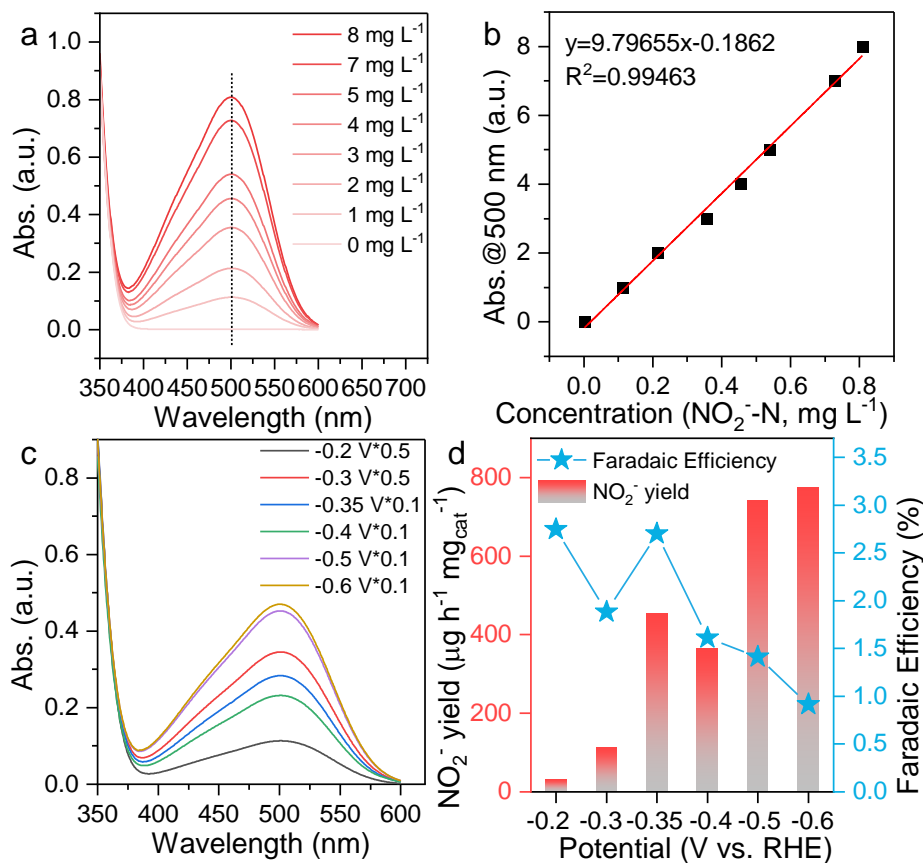 a
1.0
0.8
0.6
0.4
0.2
0.0
Abs. (a.u.)
8 mg L⁻¹
7 mg L⁻¹
5 mg L⁻¹
4 mg L⁻¹
3 mg L⁻¹
2 mg L⁻¹
1 mg L⁻¹
0 mg L⁻¹
350 400 450 500 550 600 650 700
Wavelength (nm)
b
y=9.79655x-0.1862
R²=0.99463
8
6
4
2
0
Abs.@500 nm (a.u.)
0.0 0.2 0.4 0.6 0.8
Concentration (NO₂⁻-N, mg L⁻¹)
c
0.8
0.6
0.4
0.2
0.0
Abs. (a.u.)
-0.2 V*0.5
-0.3 V*0.5
-0.35 V*0.1
-0.4 V*0.1
-0.5 V*0.1
-0.6 V*0.1
350 400 450 500 550 600
Wavelength (nm)
d
Faradaic Efficiency
NO₂⁻ yield
800
600
400
200
0
NO₂⁻ yield (μg h⁻¹ mg_cat⁻¹)
3.5
3.0
2.5
2.0
1.5
1.0
0.5
0.0
Faradaic Efficiency (%)
-0.2 -0.3 -0.35 -0.4 -0.5 -0.6
Potential (V vs. RHE)